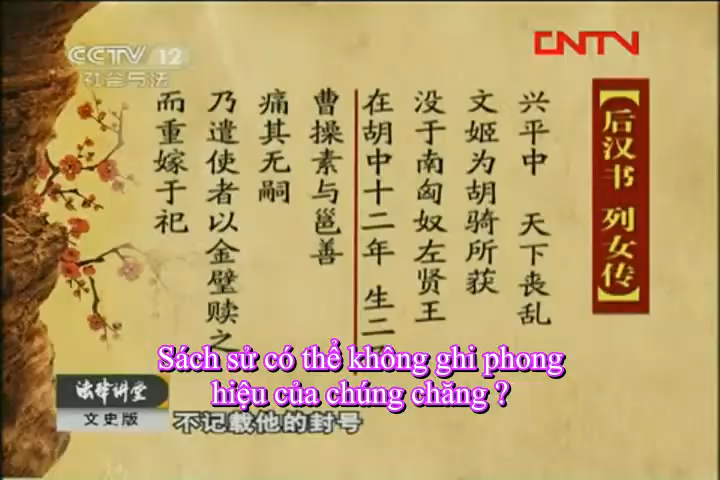 CCTV 12
社会与法
CNTV
【后汉书 列女传】
兴平中 天下丧乱
文姬为胡骑所获
没于南匈奴左贤王
在胡中十二年 生二
曹操素与邕善
痛其无嗣
乃遣使者以金璧赎之
而重嫁于祀
Sách sử có thể không ghi phong
hiệu của chúng chăng ?
法律讲堂
文史版
不记载他的封号